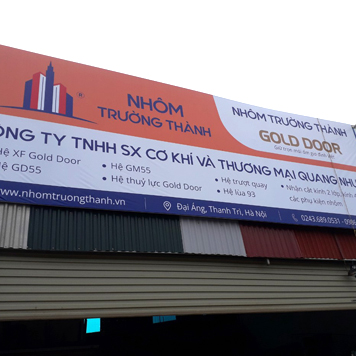 NHÔM
TRƯỜNG THÀNH
®
NHÔM TRƯỜNG THÀNH
GOLD DOOR
ÔNG TY TNHH SX CƠ KHÍ VÀ THƯƠNG MẠI QUANG NHU
Hệ XF Gold Door
• Hệ GM55
• Hệ trượt quay
• Nhận cắt kính, 2 lớp
Hệ GD55
• Hệ thuỷ lực Gold Door
• Hệ lùa 93
các phụ kiện nhôm
www.nhomtruongthanh.vn
Đại Áng, Thanh Trì, Hà Nội
0243.689.0531 - 09